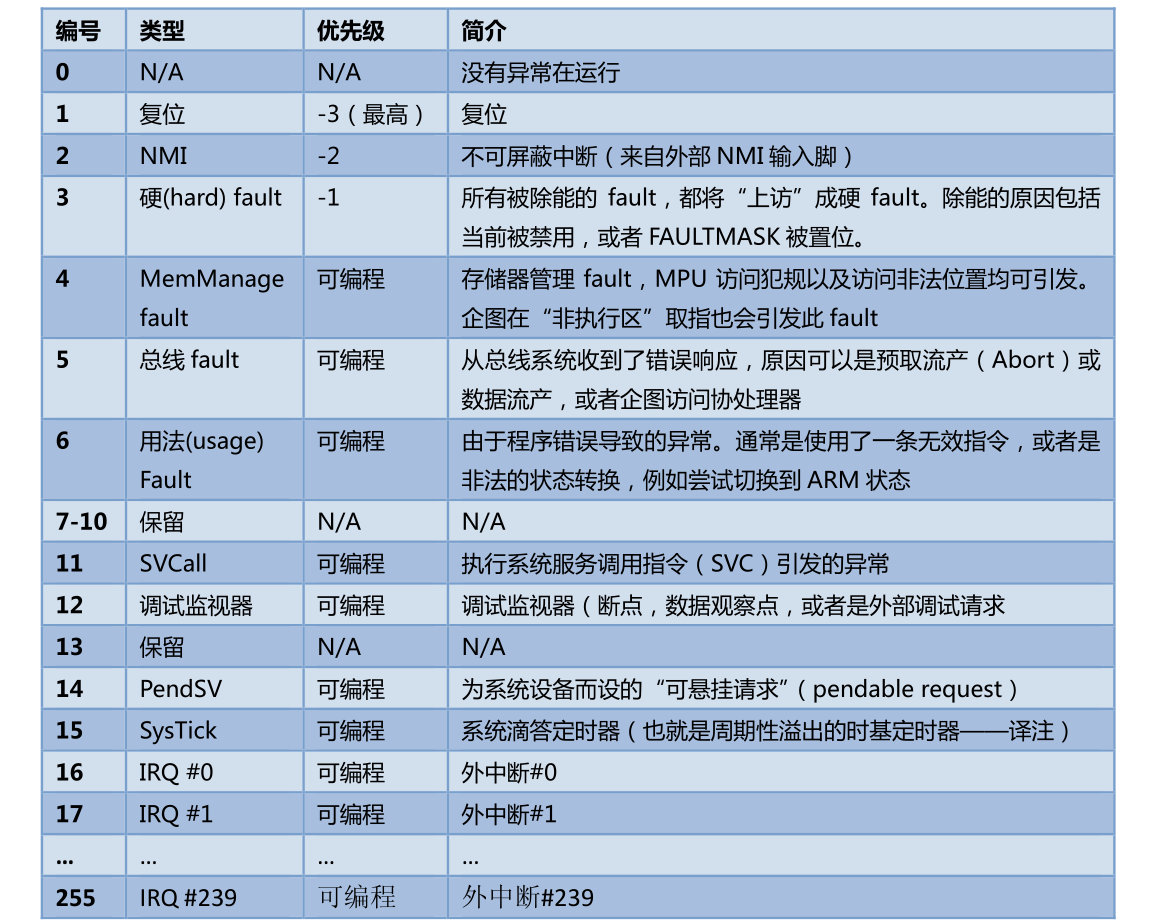 编号 类型 优先级 简介
0 N/A N/A 没有异常在运行
1 复位 -3（最高） 复位
2 NMI -2 不可屏蔽中断（来自外部 NMI 输入脚）
3 硬(hard) fault -1 所有被除能的 fault，都将“上访”成硬 fault。除能的原因包括
当前被禁用，或者 FAULTMASK 被置位。
4 MemManage 可编程 存储器管理 fault，MPU 访问犯规以及访问非法位置均可引发。
fault 企图在“非执行区”取指也会引发此 fault
5 总线 fault 可编程 从总线系统收到了错误响应，原因可以是预取流产（Abort）或
数据流产，或者企图访问协处理器
6 用法(usage) 可编程 由于程序错误导致的异常。通常是使用了一条无效指令，或者是
Fault 非法的状态转换，例如尝试切换到 ARM 状态
7-10 保留 N/A N/A
11 SVCall 可编程 执行系统服务调用指令（SVC）引发的异常
12 调试监视器 可编程 调试监视器（断点，数据观察点，或者是外部调试请求
13 保留 N/A N/A
14 PendSV 可编程 为系统设备而设的“可悬挂请求”（pendable request）
15 SysTick 可编程 系统滴答定时器（也就是周期性溢出的时基定时器——译注）
16 IRQ #0 可编程 外中断#0
17 IRQ #1 可编程 外中断#1
... ... ... ...
255 IRQ #239 可编程 外中断#239